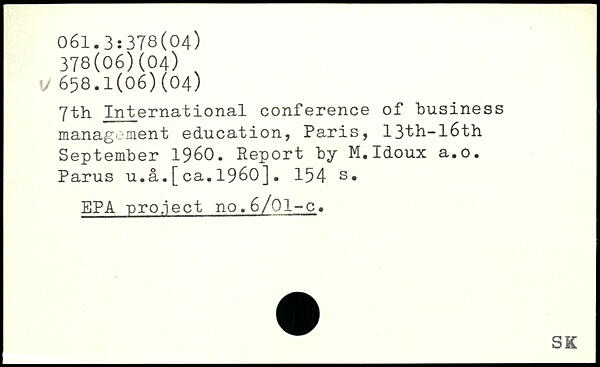 061.3:378(04)
378(06)(04)
√ 658.1(06)(04)
7th International conference of business
management education, Paris, 13th-16th
September 1960. Report by M.Idoux a.o.
Parus u.å.[ca.1960]. 154 s.
EPA project no.6/01-c.
SK